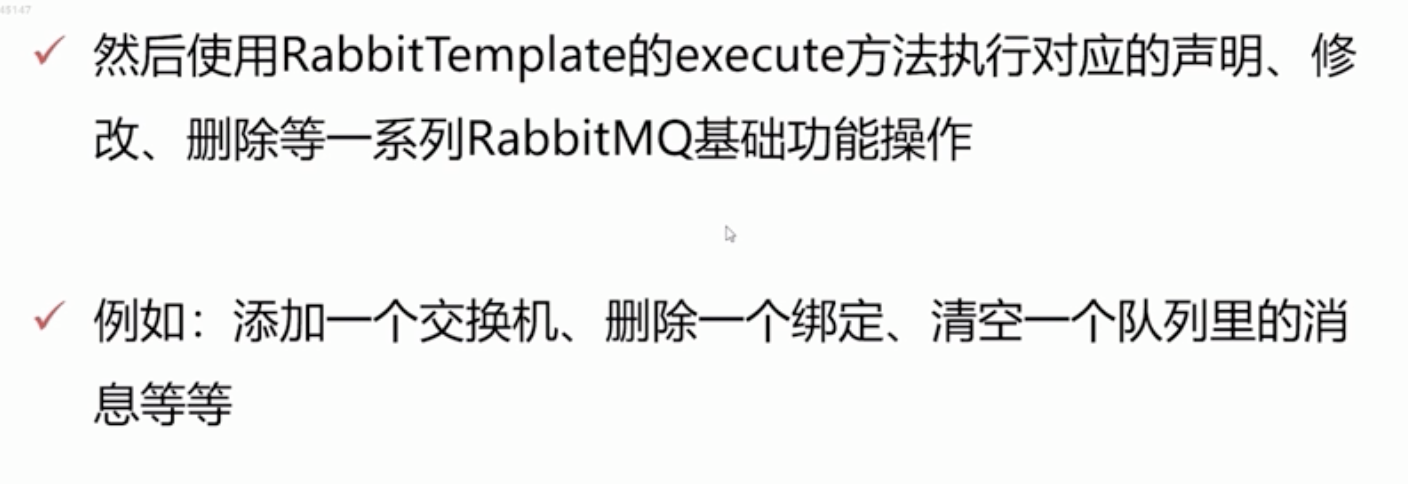 45147
然后使用RabbitTemplate的execute方法执行对应的声明、修
改、删除等一系列RabbitMQ基础功能操作
例如：添加一个交换机、删除一个绑定、清空一个队列里的消
息等等